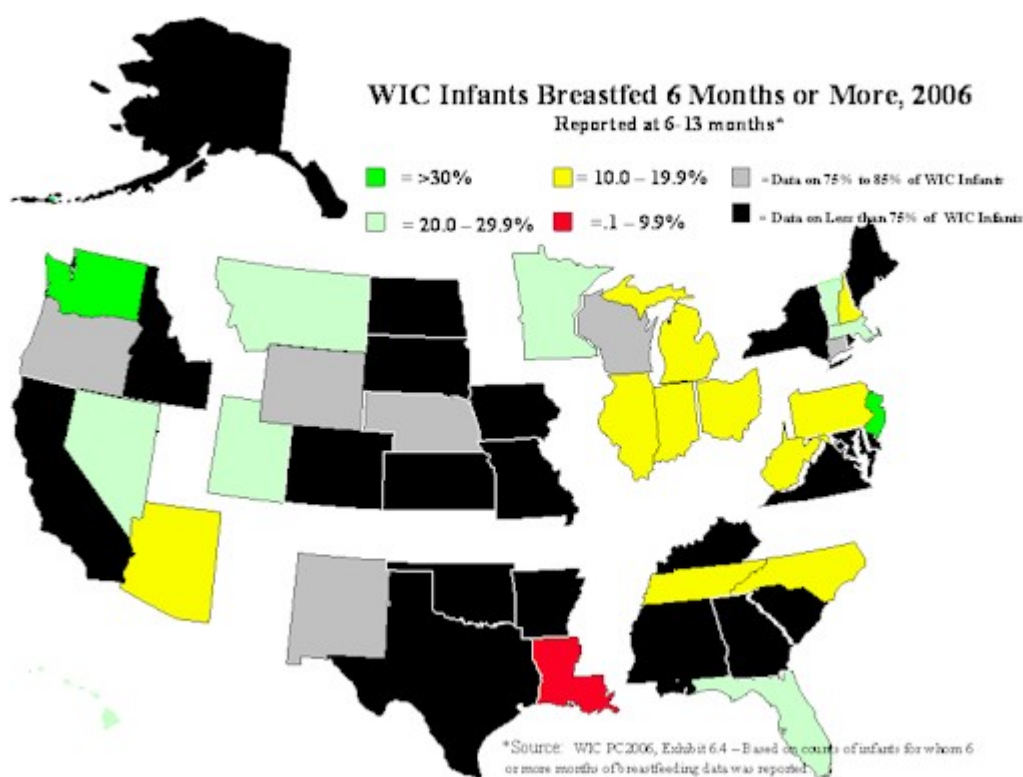 WIC Infants Breastfed 6 Months or More, 2006
Reported at 6-13 months*
= >30%
= 10.0 – 19.9%
= Data on 75% to 85% of WIC Infants
= 20.0 – 29.9%
=.1 – 9.9%
= Data on Less than 75% of WIC Infants
*Source: WIC PC2006, Exhibit 6.4 – Based on counts of infants for whom 6
or more months of breastfeeding data was reported.